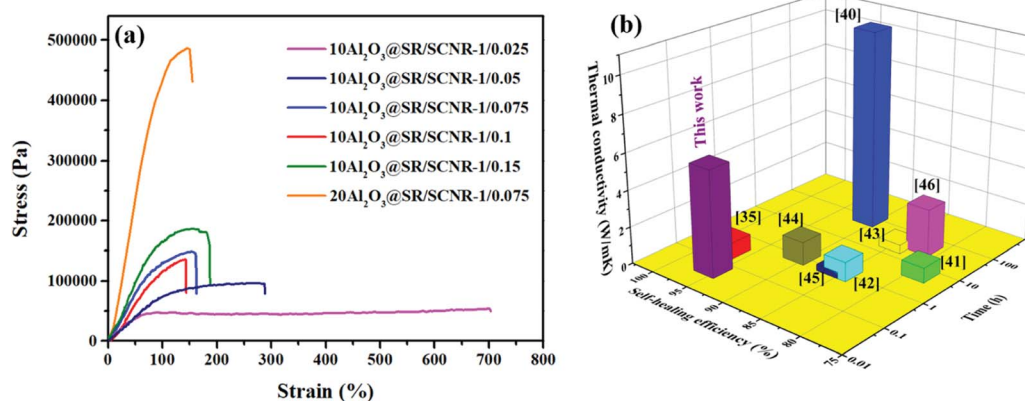 (a)
500000
400000
300000
200000
100000
0
Stress (Pa)
0 100 200 300 400 500 600 700 800
Strain (%)
10Al₂O₃@SR/SCNR-1/0.025
10Al₂O₃@SR/SCNR-1/0.05
10Al₂O₃@SR/SCNR-1/0.075
10Al₂O₃@SR/SCNR-1/0.1
10Al₂O₃@SR/SCNR-1/0.15
20Al₂O₃@SR/SCNR-1/0.075
(b)
Thermal conductivity (W/mK)
10
8
6
4
2
0
This work
[40]
[35]
[44]
[43]
[46]
[45]
[42]
[41]
100
95
90
85
80
75
Self-healing efficiency (%)
0.01
0.1
1
10
100
Time (h)